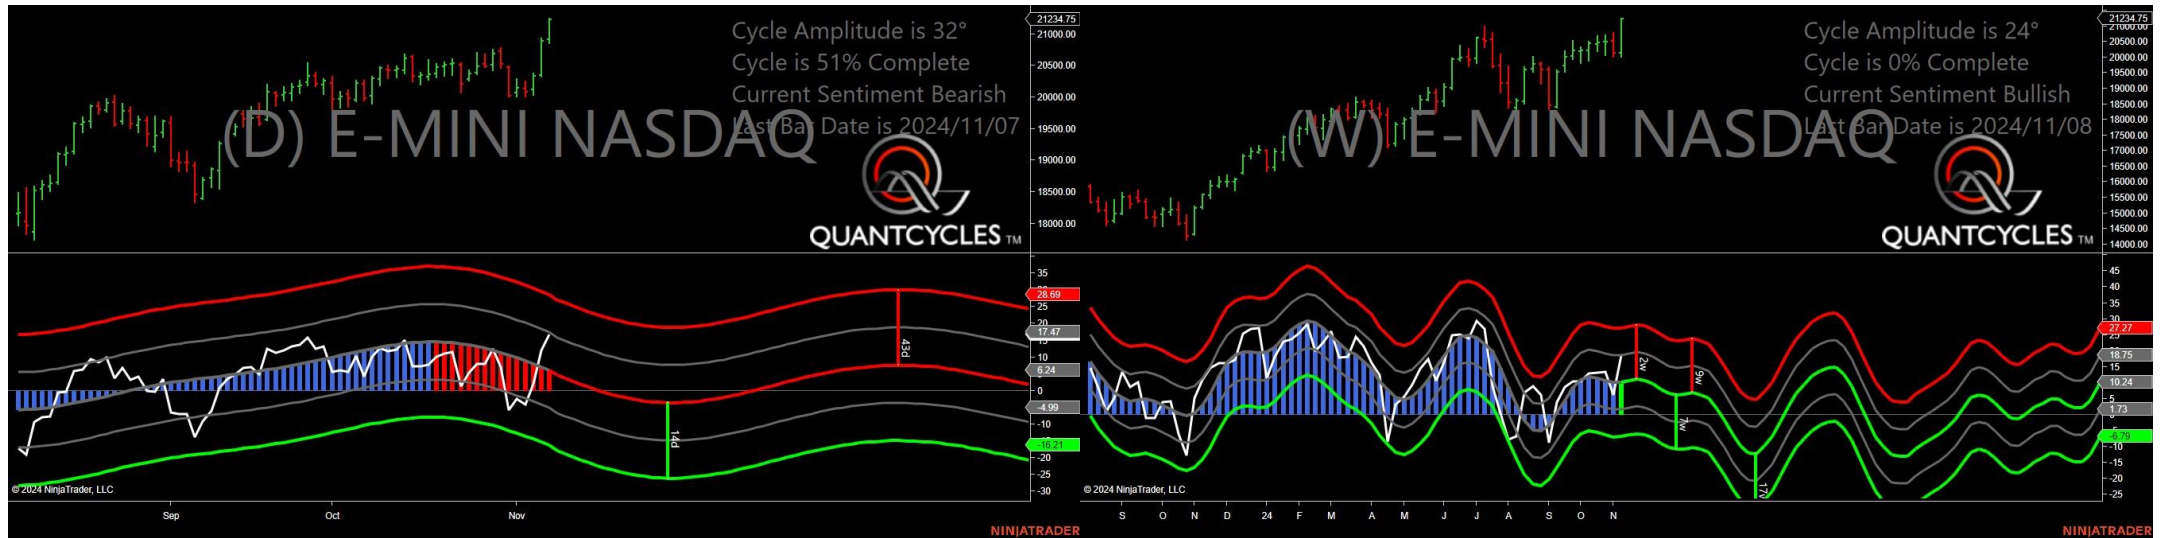 Cycle Amplitude is 32°
Cycle is 51% Complete
Current Sentiment Bearish
Last Bar Date is 2024/11/07
(D) E-MINI NASDAQ
QUANTCYCLES TM
21234.75
21000.00
20500.00
20000.00
19500.00
19000.00
18500.00
18000.00
35
28.69
25
20
17.47
10
6.24
0
-4.99
-16.21
-20
-25
-30
43d
14d
© 2024 NinjaTrader, LLC
Sep Oct Nov
NINJATRADER
Cycle Amplitude is 24°
Cycle is 0% Complete
Current Sentiment Bullish
Last Bar Date is 2024/11/08
(W) E-MINI NASDAQ
QUANTCYCLES TM
21234.75
21000.00
20500.00
20000.00
19500.00
19000.00
18500.00
18000.00
17500.00
17000.00
16500.00
16000.00
15500.00
15000.00
14500.00
14000.00
45
40
35
30
27.27
18.75
15
10.24
5
1.73
-6.79
-10
-15
-20
-25
2w
9w
7w
© 2024 NinjaTrader, LLC
S O N D 24 F M A M J J A S O N
NINJATRADER